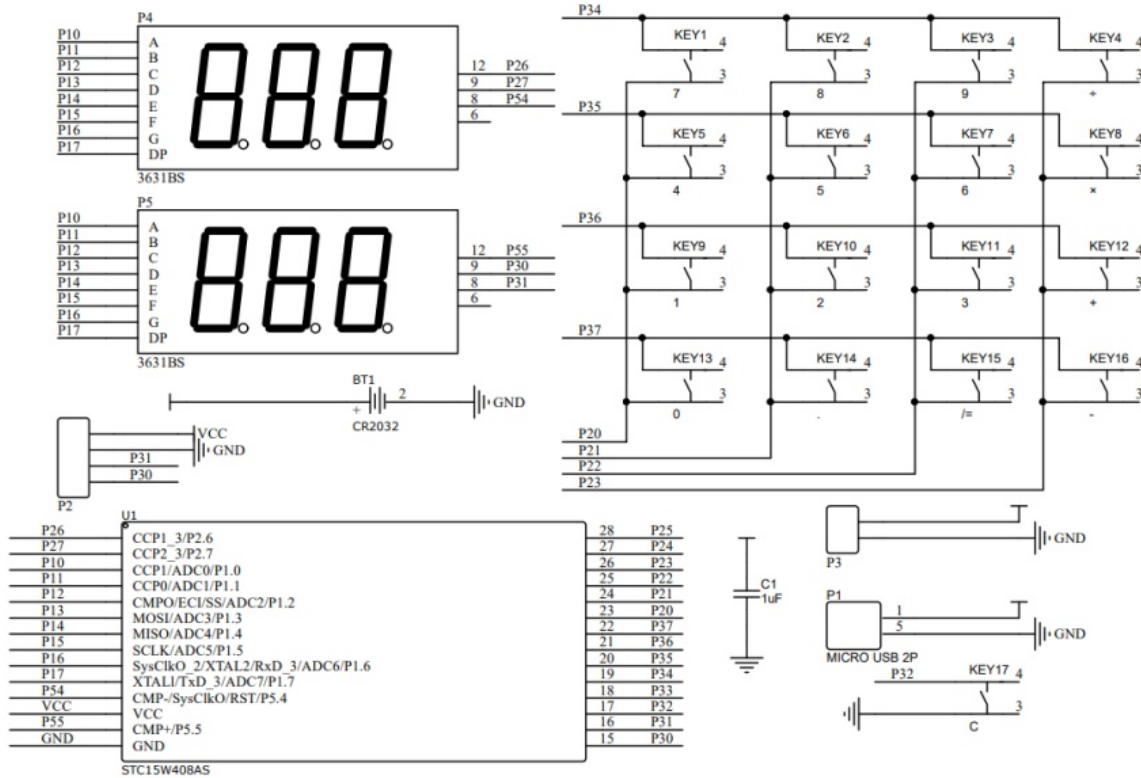 P4
P10 A
P11 B
P12 C 12 P26
P13 D 9 P27
P14 E 8 P54
P15 F 6
P16 G
P17 DP
3631BS
P5
P10 A
P11 B
P12 C 12 P55
P13 D 9 P30
P14 E 8 P31
P15 F 6
P16 G
P17 DP
3631BS
BT1
+ 2 GND
CR2032
VCC
GND
P31
P30
P2
P34
KEY1 4 KEY2 4 KEY3 4 KEY4 4
3 3 3 3
7 8 9 ÷
P35
KEY5 4 KEY6 4 KEY7 4 KEY8 4
3 3 3 3
4 5 6 ×
P36
KEY9 4 KEY10 4 KEY11 4 KEY12 4
3 3 3 3
1 2 3 +
P37
KEY13 4 KEY14 4 KEY15 4 KEY16 4
3 3 3 3
0 . /= -
P20
P21
P22
P23
U1
P26 CCP1_3/P2.6 28 P25
P27 CCP2_3/P2.7 27 P24
P10 CCP1/ADC0/P1.0 26 P23
P11 CCP0/ADC1/P1.1 25 P22
P12 CMPO/ECI/SS/ADC2/P1.2 24 P21
P13 MOSI/ADC3/P1.3 23 P20
P14 MISO/ADC4/P1.4 22 P37
P15 SCLK/ADC5/P1.5 21 P36
P16 SysClkO_2/XTAL2/RxD_3/ADC6/P1.6 20 P35
P17 XTAL1/TxD_3/ADC7/P1.7 19 P34
P54 CMP-/SysClkO/RST/P5.4 18 P33
VCC VCC 17 P32
P55 CMP+/P5.5 16 P31
GND GND 15 P30
STC15W408AS
C1
1uF
GND
P3
P1
1
5 GND
MICRO USB 2P
P32 KEY17 4
3
C